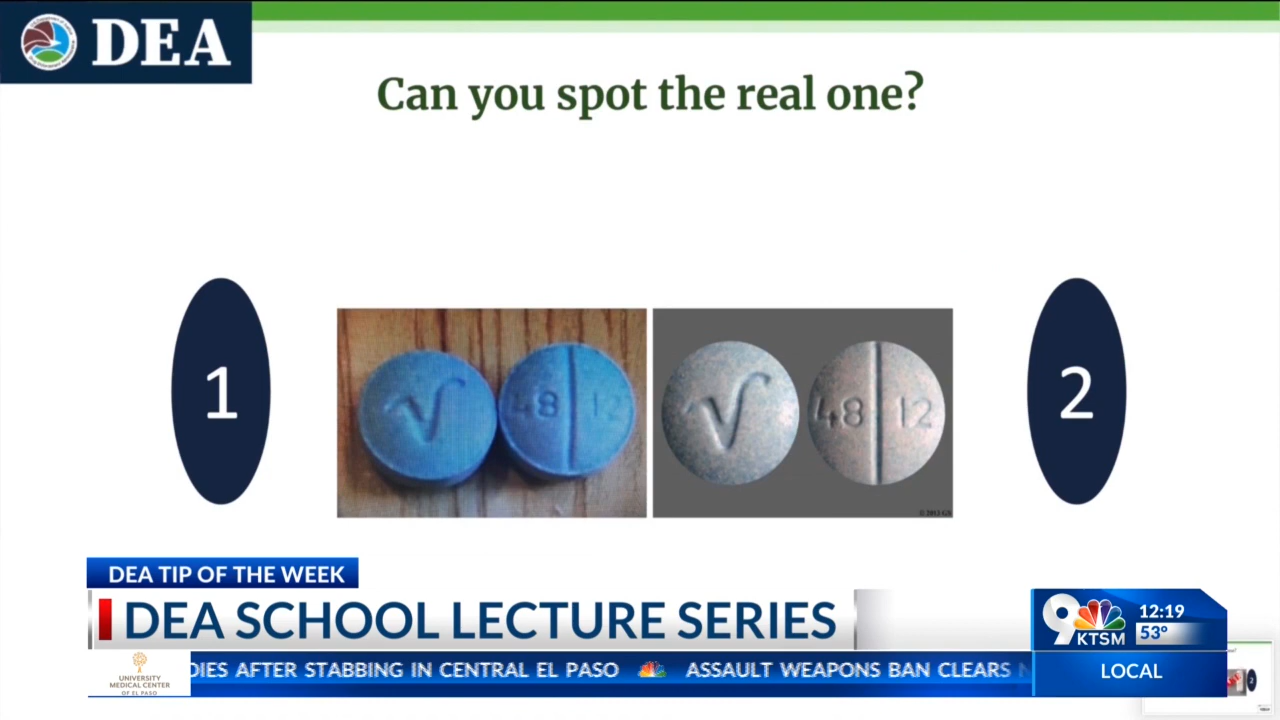 DEA
Can you spot the real one?
1
V
48 12
V
48 12
2
DEA TIP OF THE WEEK
DEA SCHOOL LECTURE SERIES
9
KTSM
12:19
53°
UNIVERSITY
MEDICAL CENTER
OF EL PASO
DIES AFTER STABBING IN CENTRAL EL PASO ASSAULT WEAPONS BAN CLEARS
LOCAL